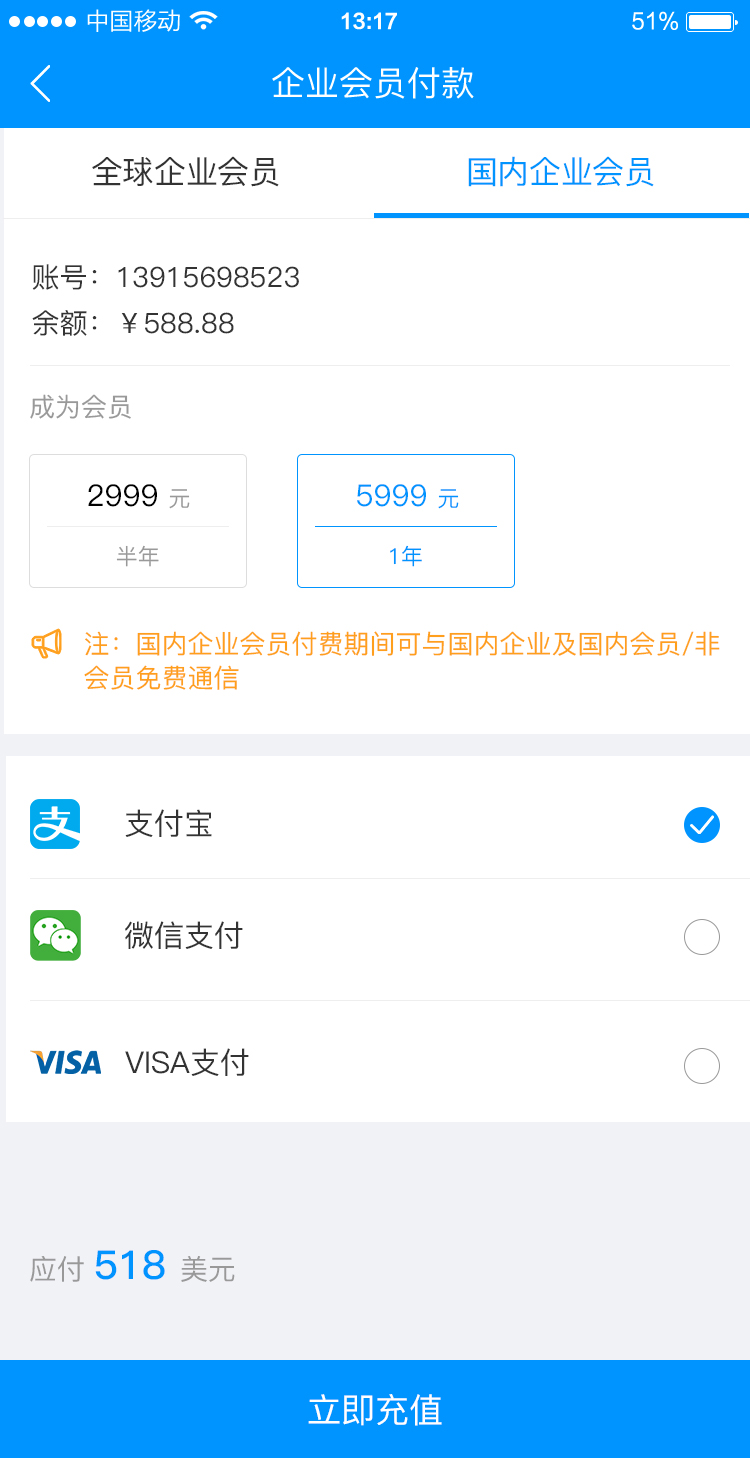 中国移动 13:17 51%
企业会员付款
全球企业会员 国内企业会员
账号：13915698523
余额：￥588.88
成为会员
2999 元 5999 元
半年 1年
注：国内企业会员付费期间可与国内企业及国内会员/非
会员免费通信
支 支付宝
微信支付
VISA VISA支付
应付 518 美元
立即充值